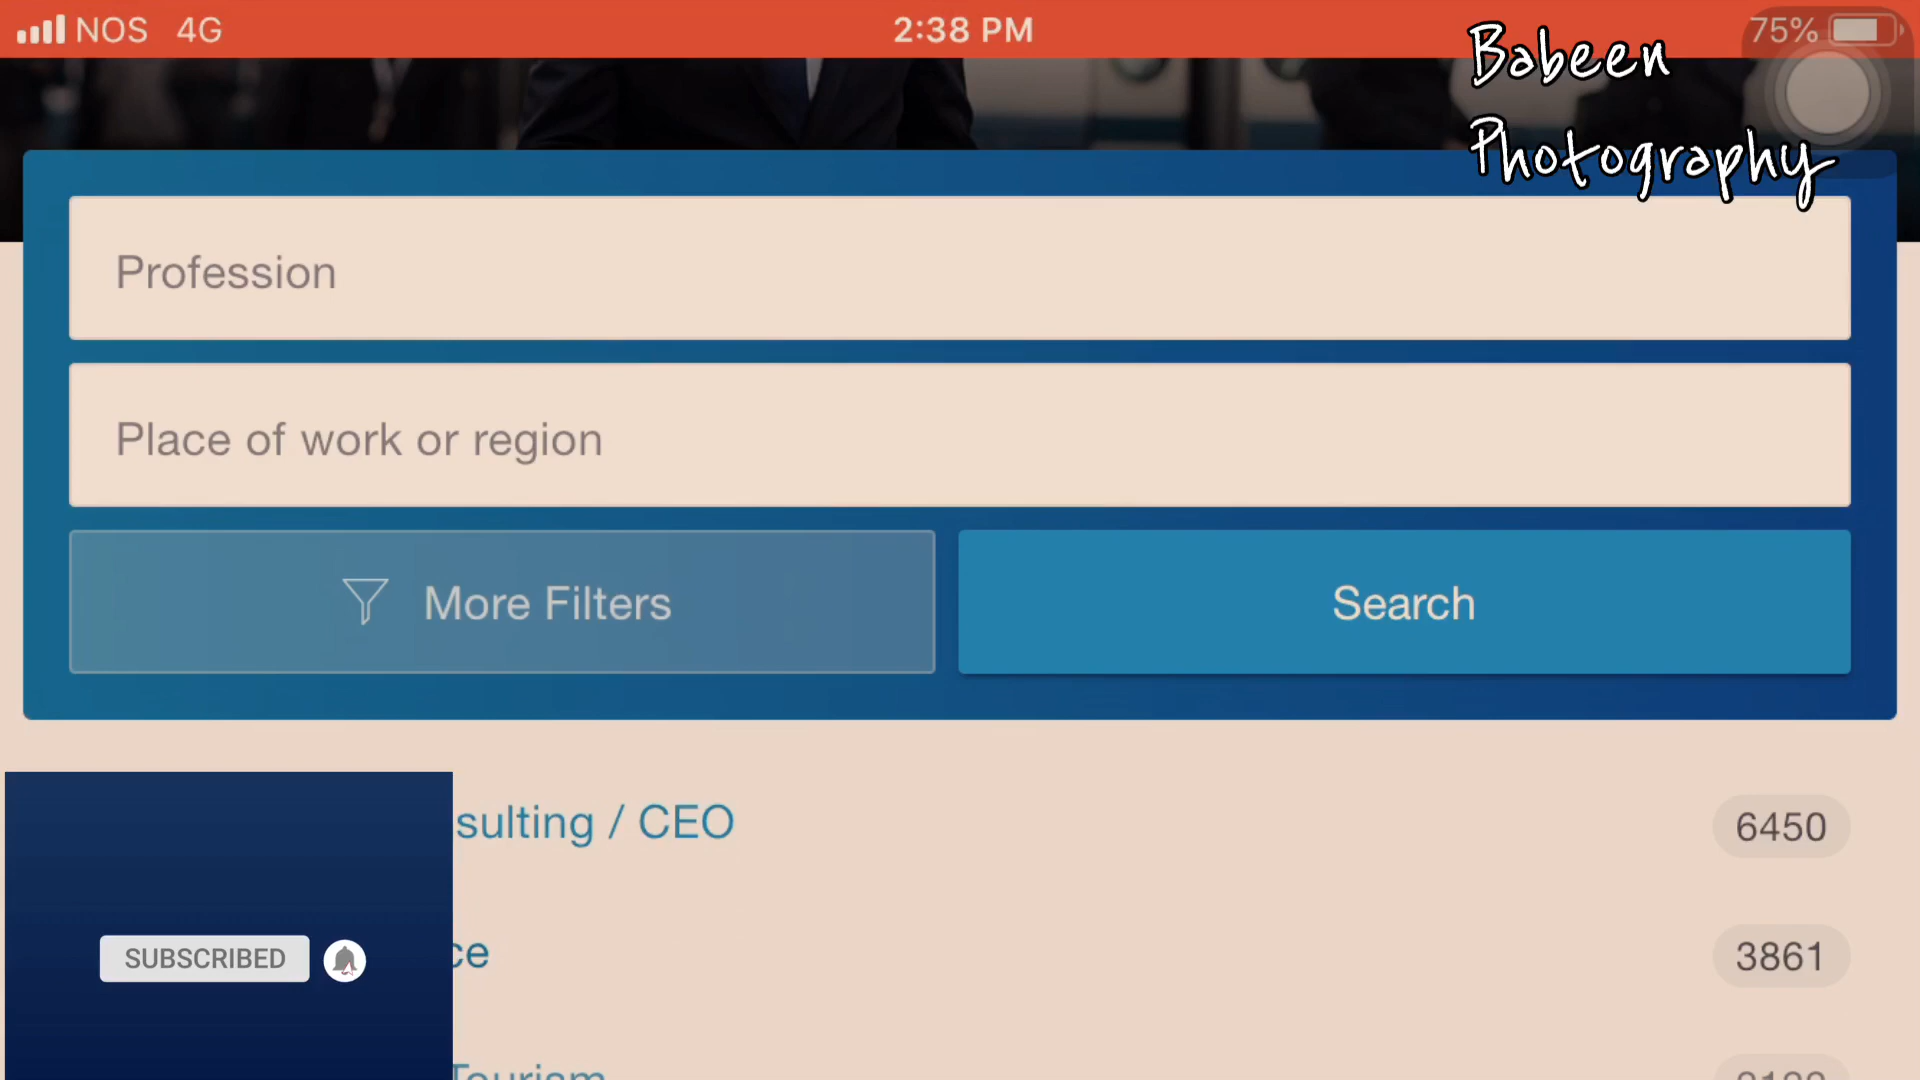 NOS 4G 2:38 PM 75%
Babeen
Photography
Profession
Place of work or region
More Filters
Search
sulting / CEO
6450
SUBSCRIBED
ce
3861
Tourism